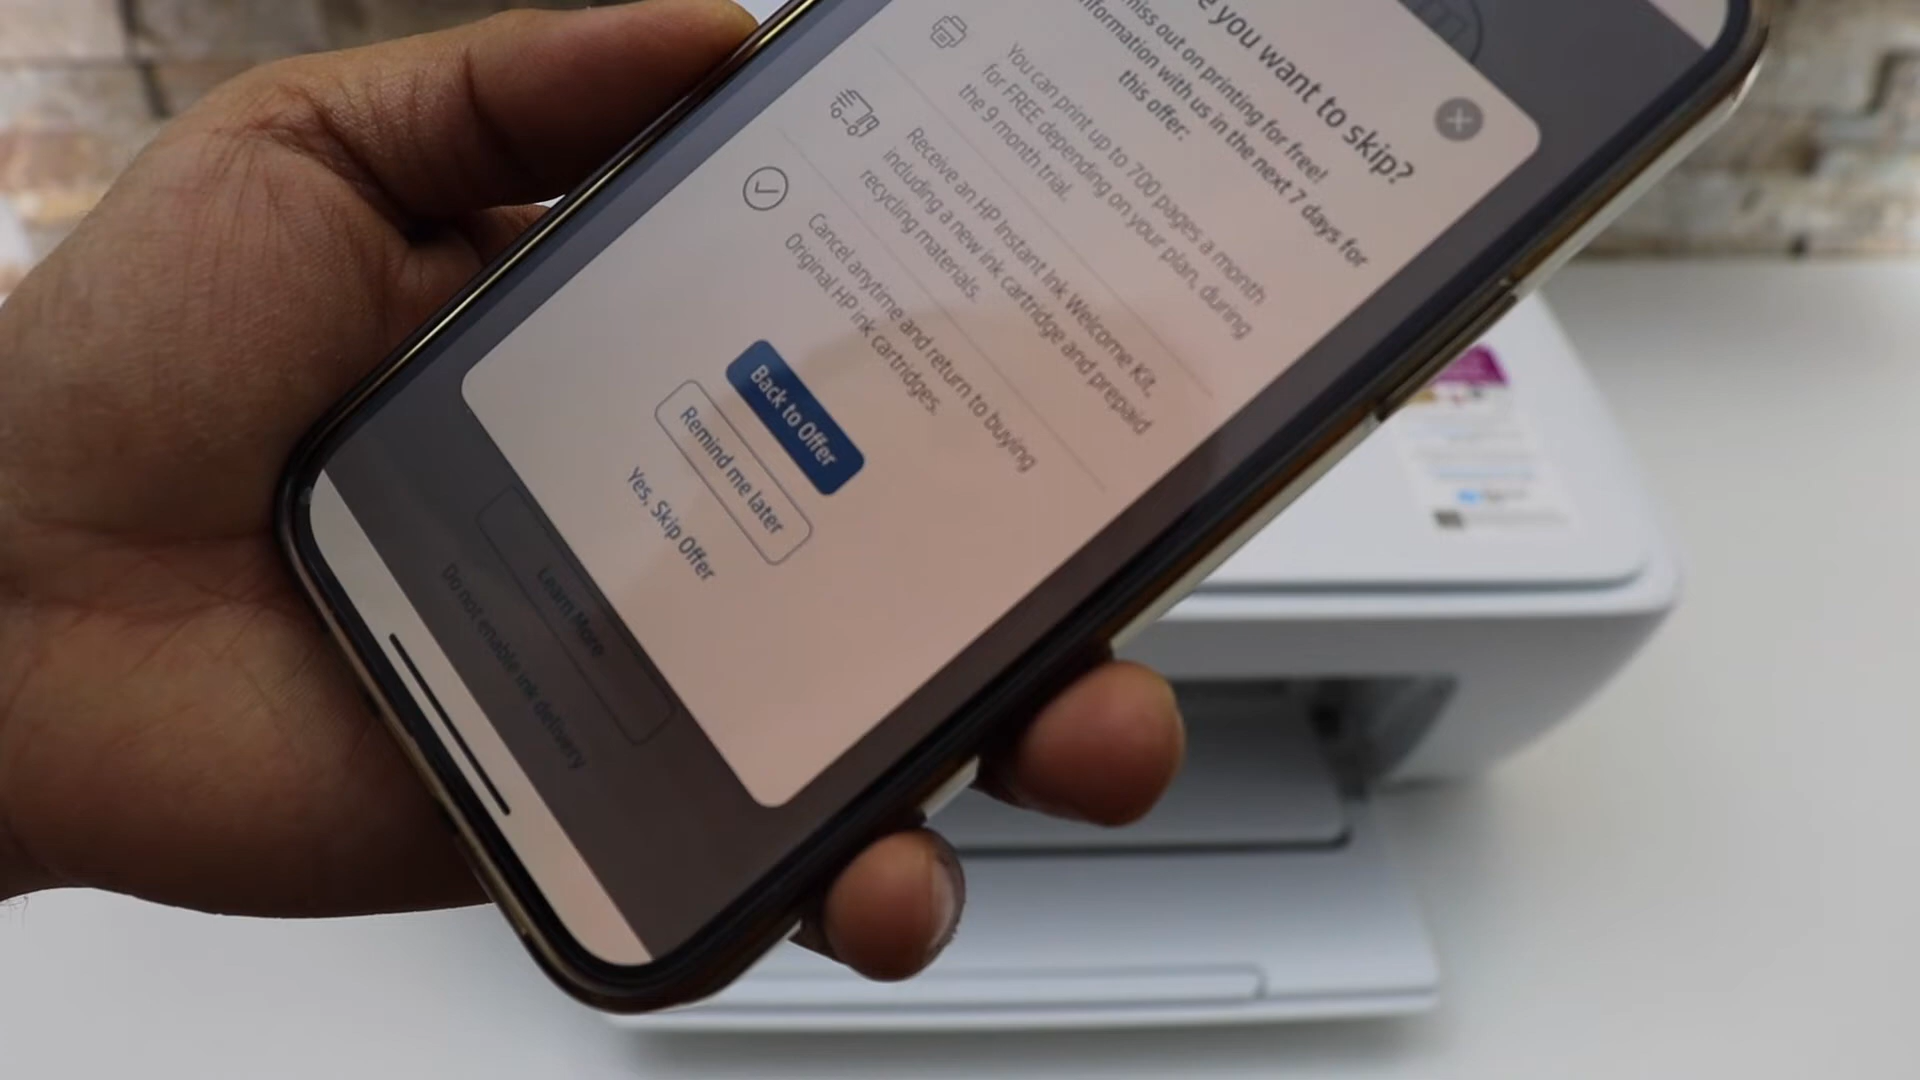 you want to skip?
miss out on printing for free!
information with us in the next 7 days for
this offer:
You can print up to 700 pages a month
for FREE depending on your plan, during
the 9 month trial.
Receive an HP Instant Ink Welcome Kit,
including a new ink cartridge and prepaid
recycling materials.
Cancel anytime and return to buying
Original HP ink cartridges.
Back to Offer
Remind me later
Yes, Skip Offer
Learn More
Do not enable ink delivery